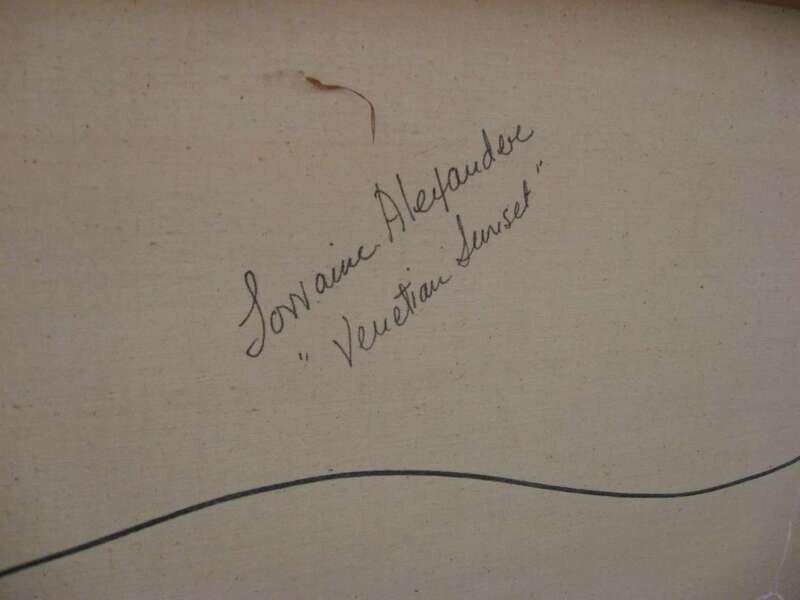 Lorraine Alexander
"Venetian Sunset"